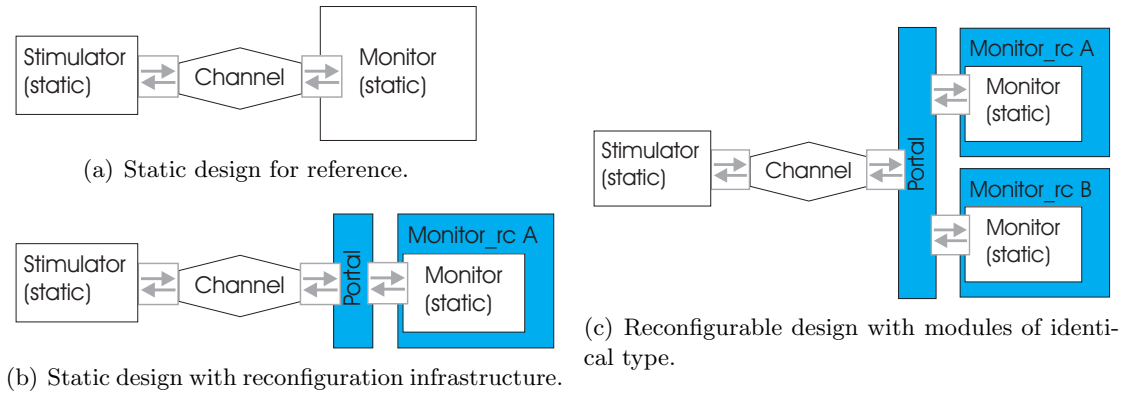 Stimulator
(static)
Channel
Monitor
(static)
(a) Static design for reference.
Stimulator
(static)
Channel
Portal
Monitor_rc A
Monitor
(static)
(b) Static design with reconfiguration infrastructure.
Stimulator
(static)
Channel
Portal
Monitor_rc A
Monitor
(static)
Monitor_rc B
Monitor
(static)
(c) Reconfigurable design with modules of identi-
cal type.